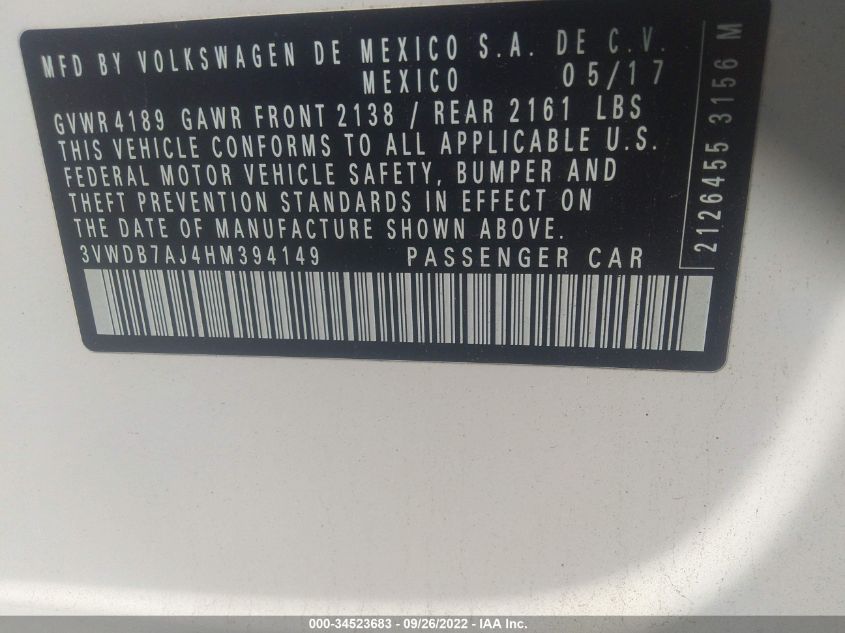 MFD BY VOLKSWAGEN DE MEXICO S.A. DE C.V.
MEXICO 05/17
GVWR 4189 GAWR FRONT 2138 / REAR 2161 LBS
THIS VEHICLE CONFORMS TO ALL APPLICABLE U.S.
FEDERAL MOTOR VEHICLE SAFETY, BUMPER AND
THEFT PREVENTION STANDARDS IN EFFECT ON
THE DATE OF MANUFACTURE SHOWN ABOVE.
3VWDB7AJ4HM394149 PASSENGER CAR
2126455 3156 M
000-34523683 - 09/26/2022 - IAA Inc.